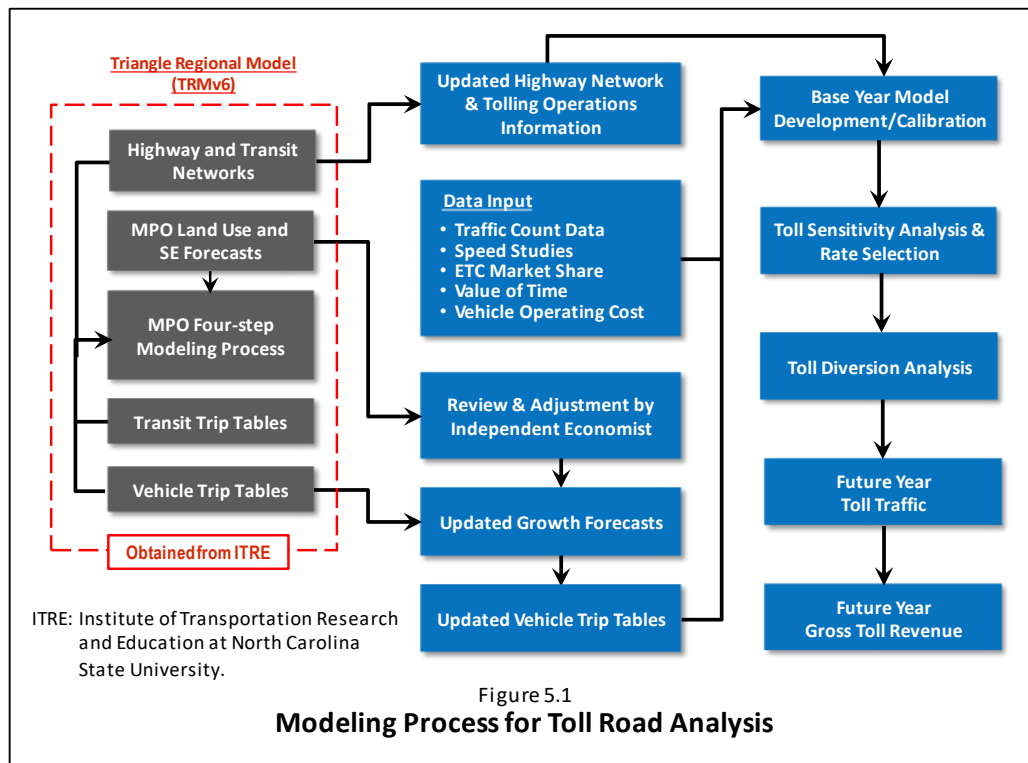 Triangle Regional Model
(TRMv6)
Highway and Transit
Networks
MPO Land Use and
SE Forecasts
MPO Four-step
Modeling Process
Transit Trip Tables
Vehicle Trip Tables
Obtained from ITRE
ITRE: Institute of Transportation Research
and Education at North Carolina
State University.
Updated Highway Network
& Tolling Operations
Information
Data Input
• Traffic Count Data
• Speed Studies
• ETC Market Share
• Value of Time
• Vehicle Operating Cost
Review & Adjustment by
Independent Economist
Updated Growth Forecasts
Updated Vehicle Trip Tables
Base Year Model
Development/Calibration
Toll Sensitivity Analysis &
Rate Selection
Toll Diversion Analysis
Future Year
Toll Traffic
Future Year
Gross Toll Revenue
Figure 5.1
Modeling Process for Toll Road Analysis